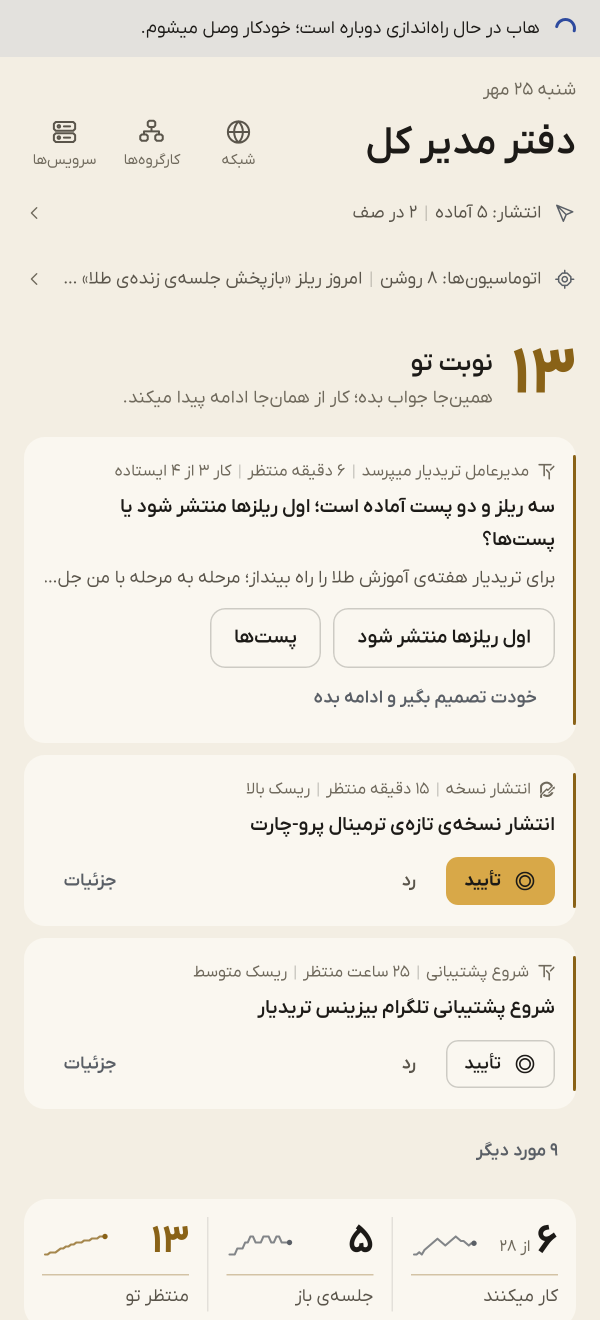 هاب در حال راه‌اندازی دوباره است؛ خودکار وصل میشوم.
شنبه ۲۵ مهر
دفتر مدیر کل
شبکه
کارگروه‌ها
سرویس‌ها
انتشار: ۵ آماده | ۲ در صف
اتوماسیون‌ها: ۸ روشن | امروز ریلز «بازپخش جلسه‌ی زنده‌ی طلا» ...
۱۳
نوبت تو
همین‌جا جواب بده؛ کار از همان‌جا ادامه پیدا میکند.
مدیرعامل تریدیار میپرسد | ۶ دقیقه منتظر | کار ۳ از ۴ ایستاده
سه ریلز و دو پست آماده است؛ اول ریلزها منتشر شود یا
پست‌ها؟
برای تریدیار هفته‌ی آموزش طلا را راه بینداز؛ مرحله به مرحله با من جل...
اول ریلزها منتشر شود
پست‌ها
خودت تصمیم بگیر و ادامه بده
انتشار نسخه | ۱۵ دقیقه منتظر | ریسک بالا
انتشار نسخه‌ی تازه‌ی ترمینال پرو-چارت
تأیید
رد
جزئیات
شروع پشتیبانی | ۲۵ ساعت منتظر | ریسک متوسط
شروع پشتیبانی تلگرام بیزینس تریدیار
تأیید
رد
جزئیات
۹ مورد دیگر
۶ از ۲۸
کار میکنند
۵
جلسه‌ی باز
۱۳
منتظر تو